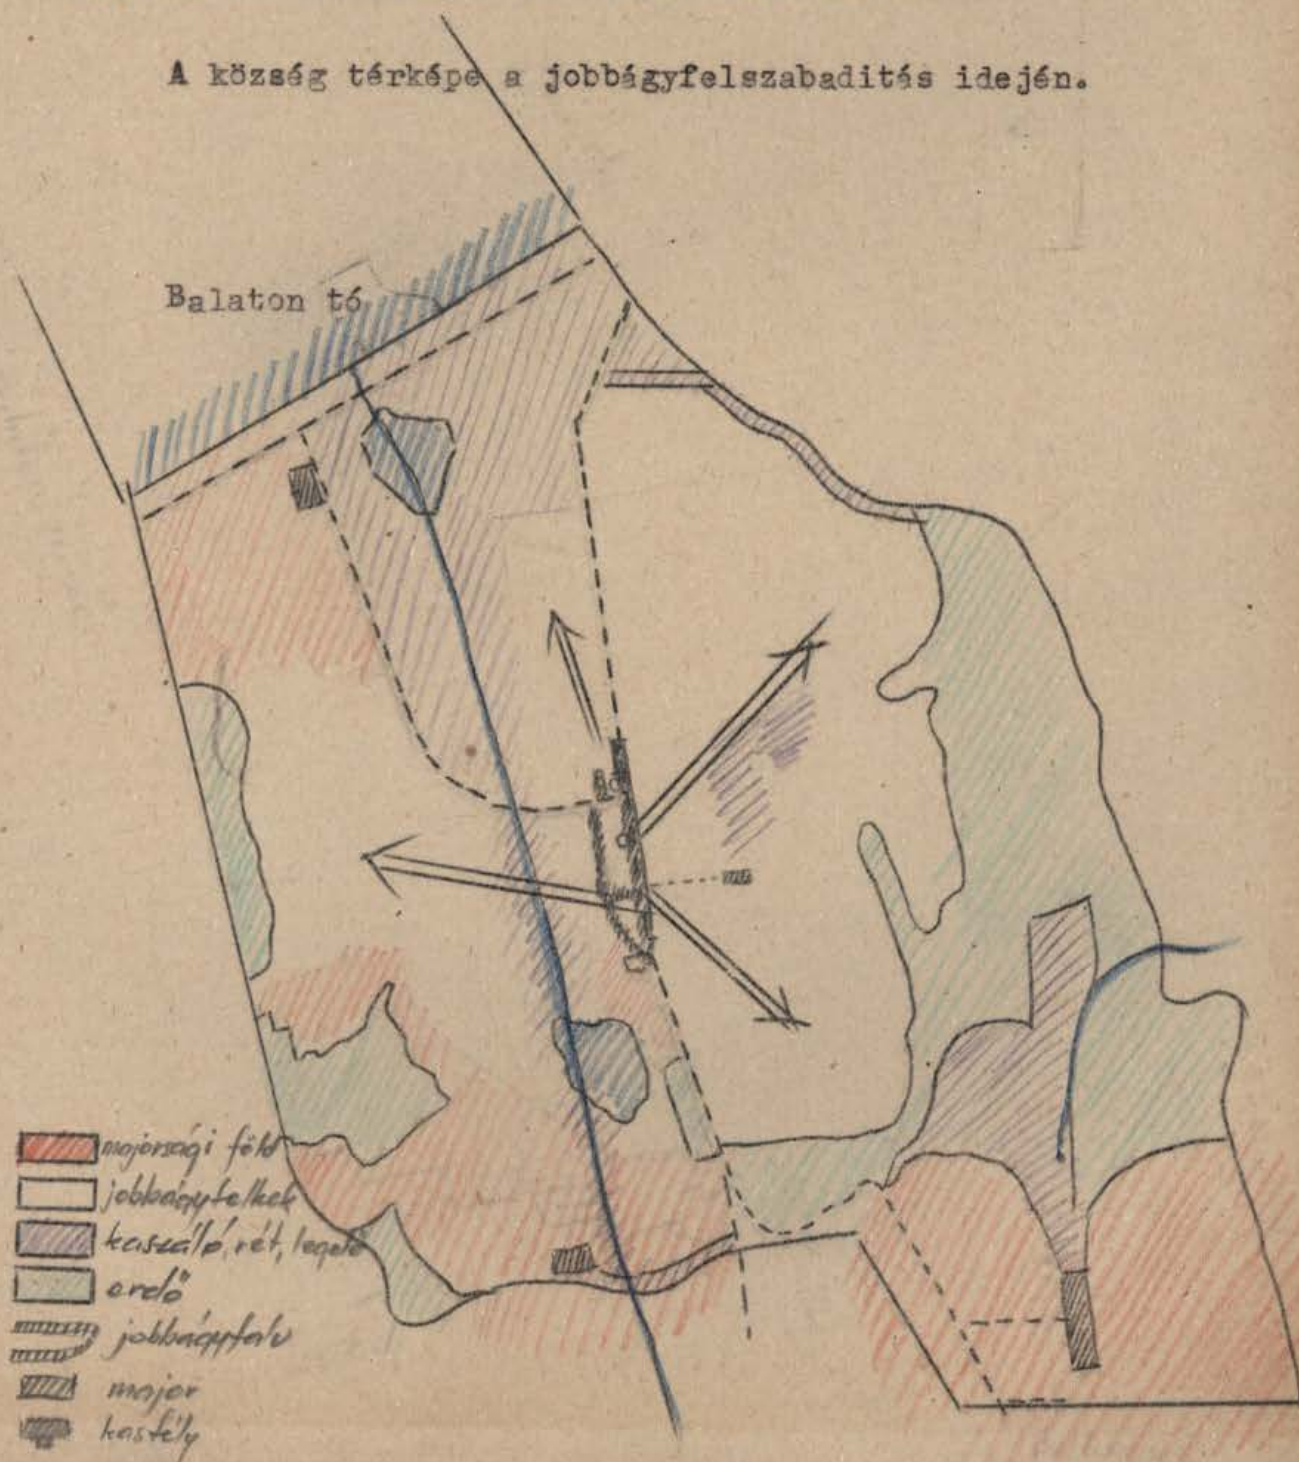 A község térképe a jobbágyfelszabaditás idején.
Balaton tó
majorsági föld
jobbágytelkek
kaszáló, rét, legelő
erdő
jobbágyfalu
major
kastély